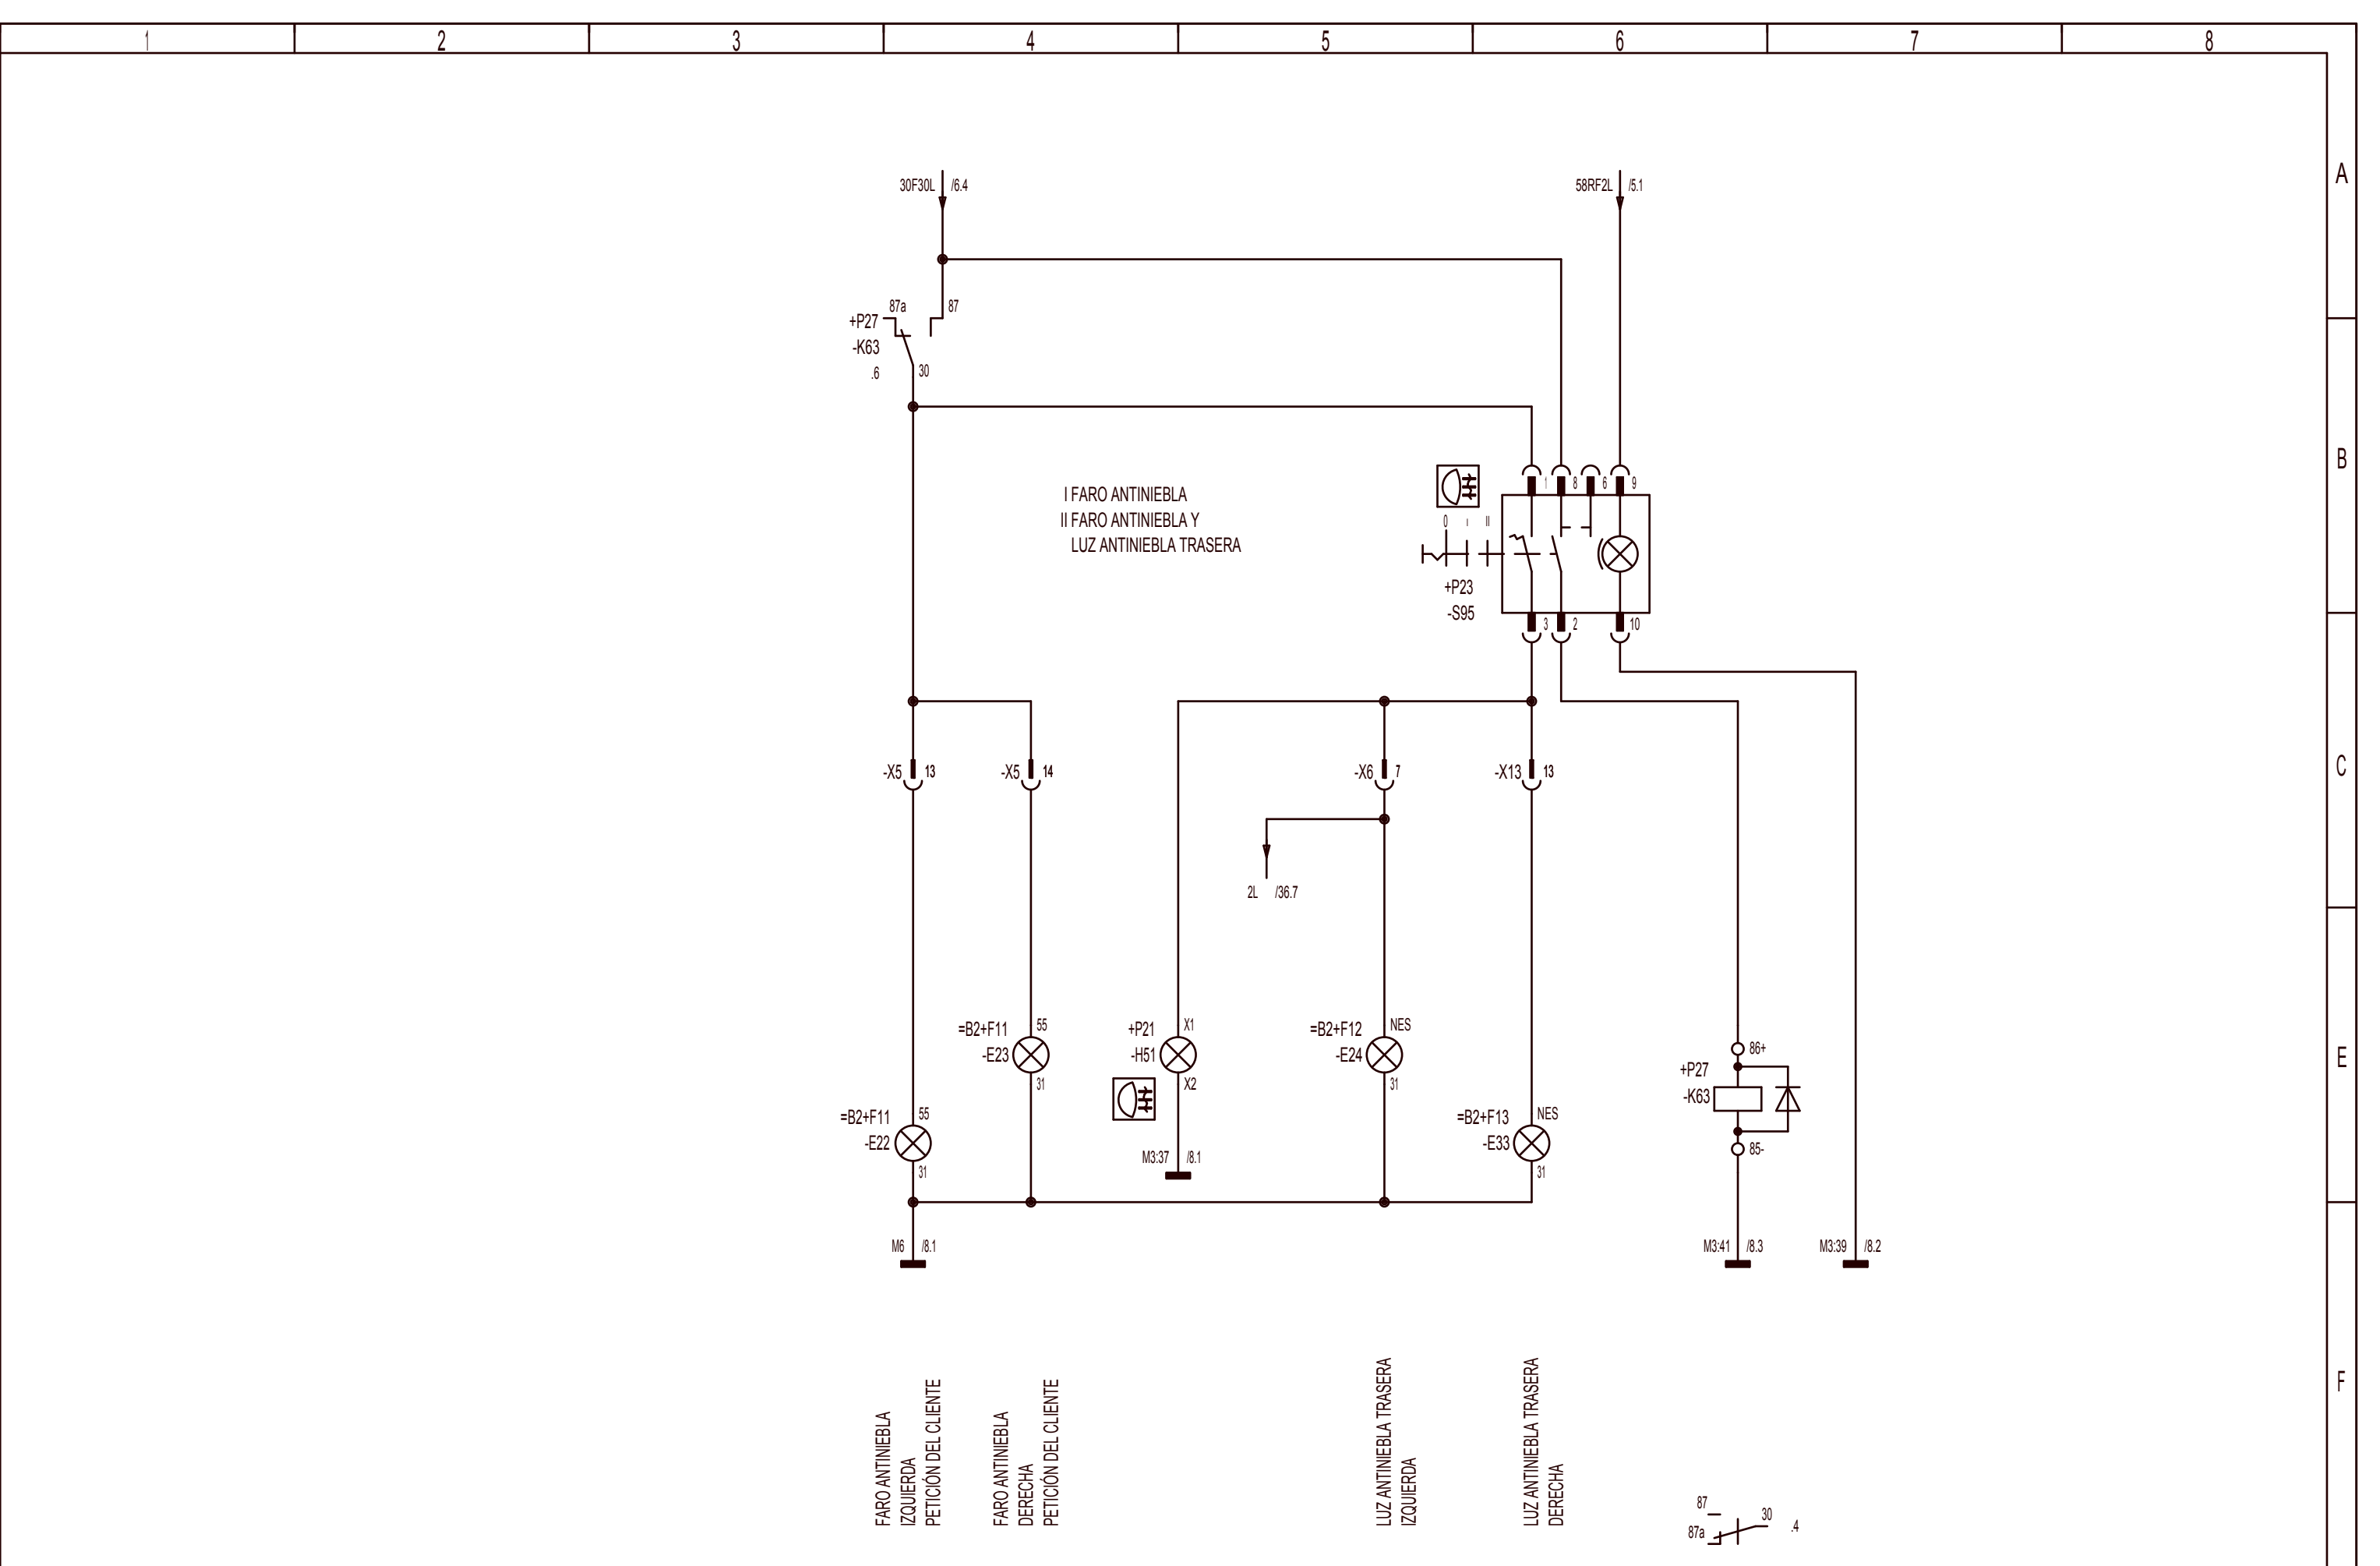 1 2 3 4 5 6 7 8
A
30F30L /6.4
58RF2L /5.1
87a 87
+P27
-K63
.6 30
B
I FARO ANTINIEBLA
II FARO ANTINIEBLA Y
LUZ ANTINIEBLA TRASERA
1 8 6 9
0 I II
+P23
-S95
3 2 10
C
-X5 13
-X5 14
-X6 7
-X13 13
2L /36.7
E
=B2+F11 55
-E23
31
+P21 X1
-H51
X2
=B2+F12 NES
-E24
31
86+
+P27
-K63
85-
=B2+F11 55
-E22
31
=B2+F13 NES
-E33
31
M3:37 /8.1
M6 /8.1
M3:41 /8.3
M3:39 /8.2
F
FARO ANTINIEBLA
IZQUIERDA
PETICIÓN DEL CLIENTE
FARO ANTINIEBLA
DERECHA
PETICIÓN DEL CLIENTE
LUZ ANTINIEBLA TRASERA
IZQUIERDA
LUZ ANTINIEBLA TRASERA
DERECHA
87
30
87a
.4